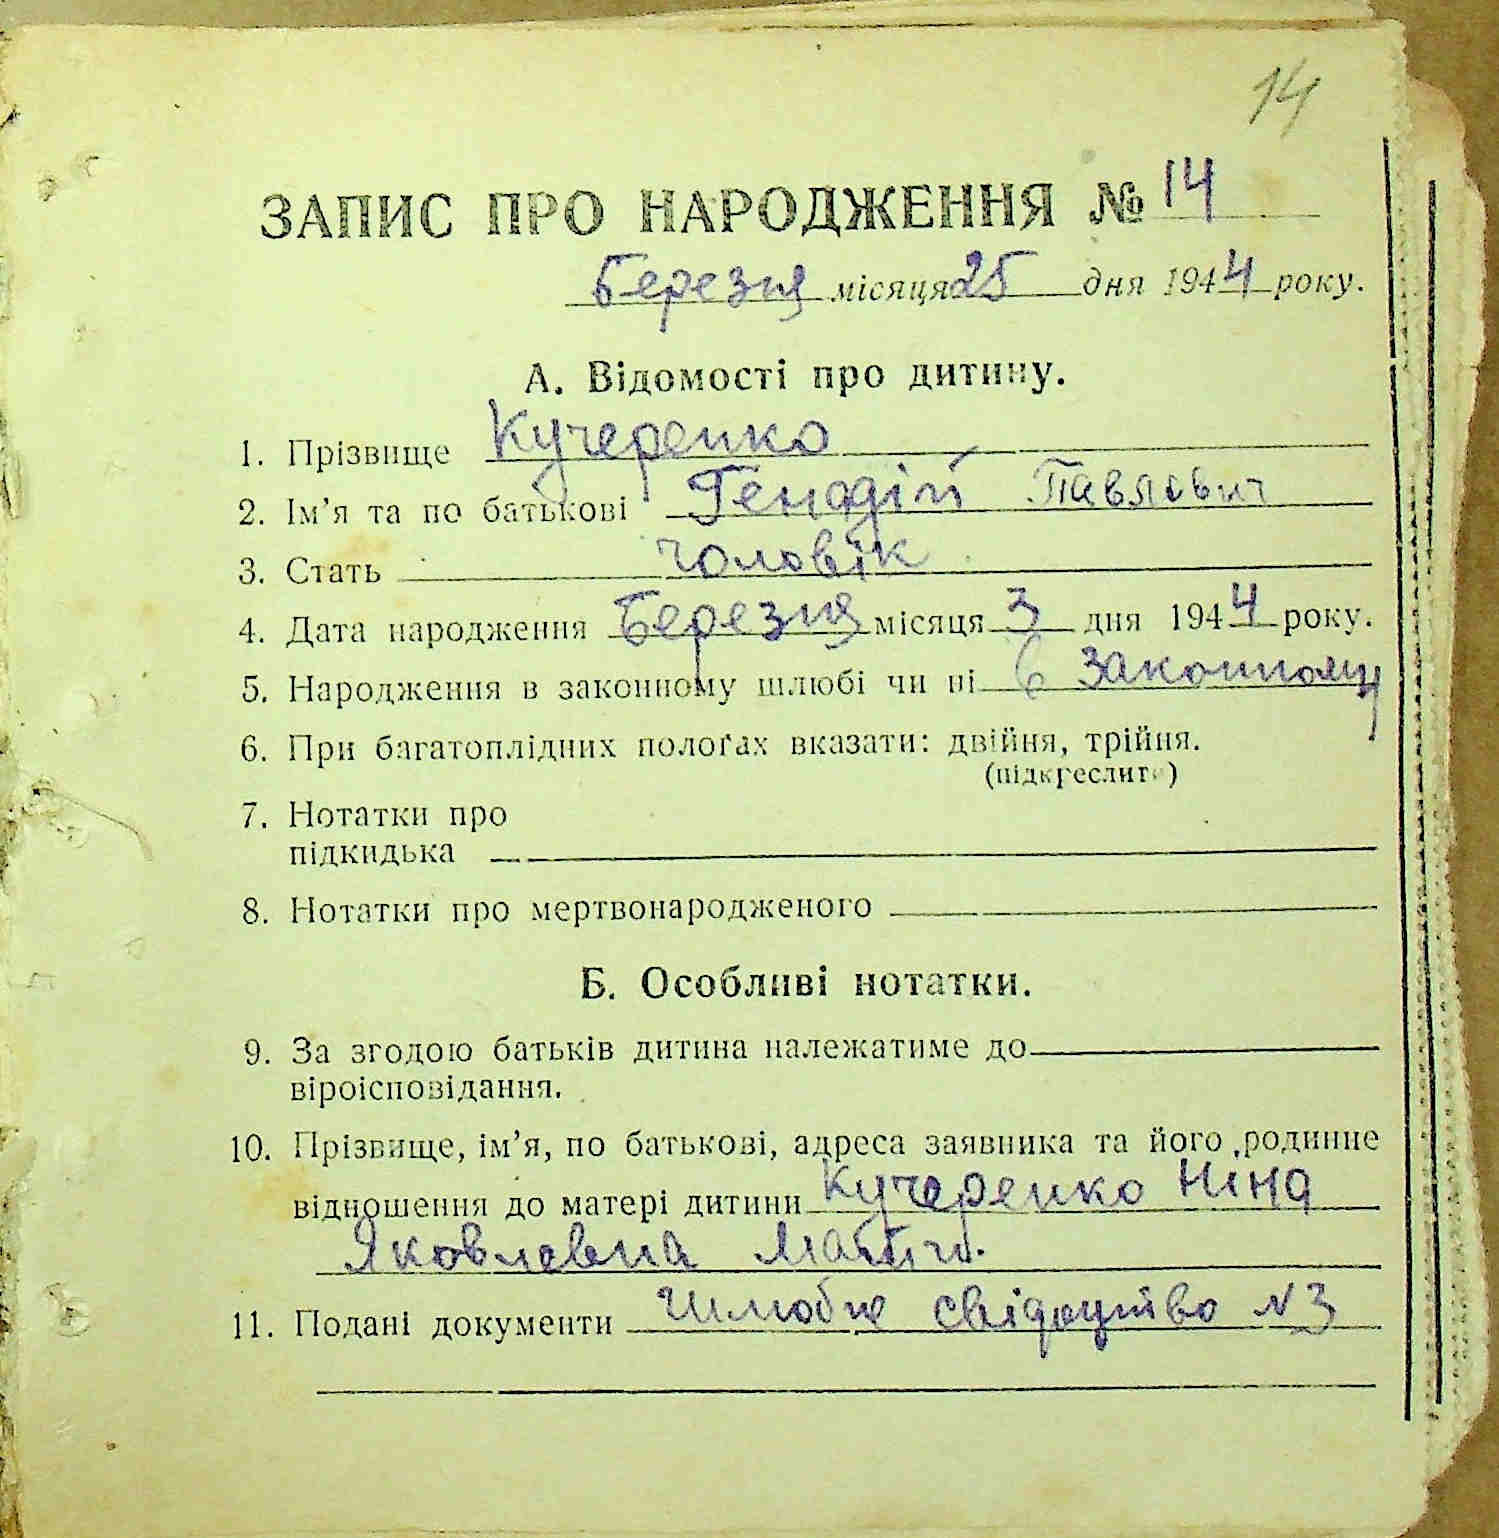 14
ЗАПИС ПРО НАРОДЖЕННЯ № 14
Березня місяця 25 дня 1944 року.
А. Відомості про дитину.
1. Прізвище Кучеренко
2. Ім'я та по батькові Генадій Павлович
3. Стать чоловік
4. Дата народження Березня місяця 3 дня 1944 року.
5. Народження в законному шлюбі чи ні в законному
6. При багатоплідних пологах вказати: двійня, трійня.
(підкреслити)
7. Нотатки про
підкидька
8. Нотатки про мертвонародженого
Б. Особливі нотатки.
9. За згодою батьків дитина належатиме до
віроісповідання.
10. Прізвище, ім'я, по батькові, адреса заявника та його родинне
відношення до матері дитини Кучеренко Ніна
Яковлевна Матіь.
11. Подані документи Шлюбне свідоцтво N 3